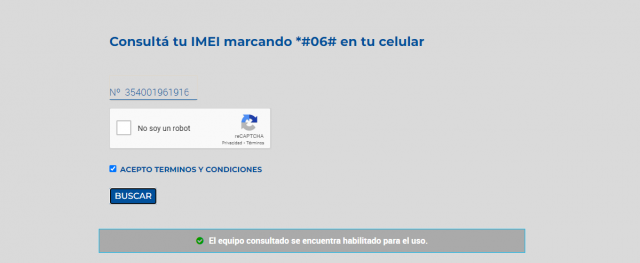 Consultá tu IMEI marcando *#06# en tu celular
Nº 354001961916
No soy un robot
reCAPTCHA
Privacidad - Términos
ACEPTO TERMINOS Y CONDICIONES
BUSCAR
El equipo consultado se encuentra habilitado para el uso.